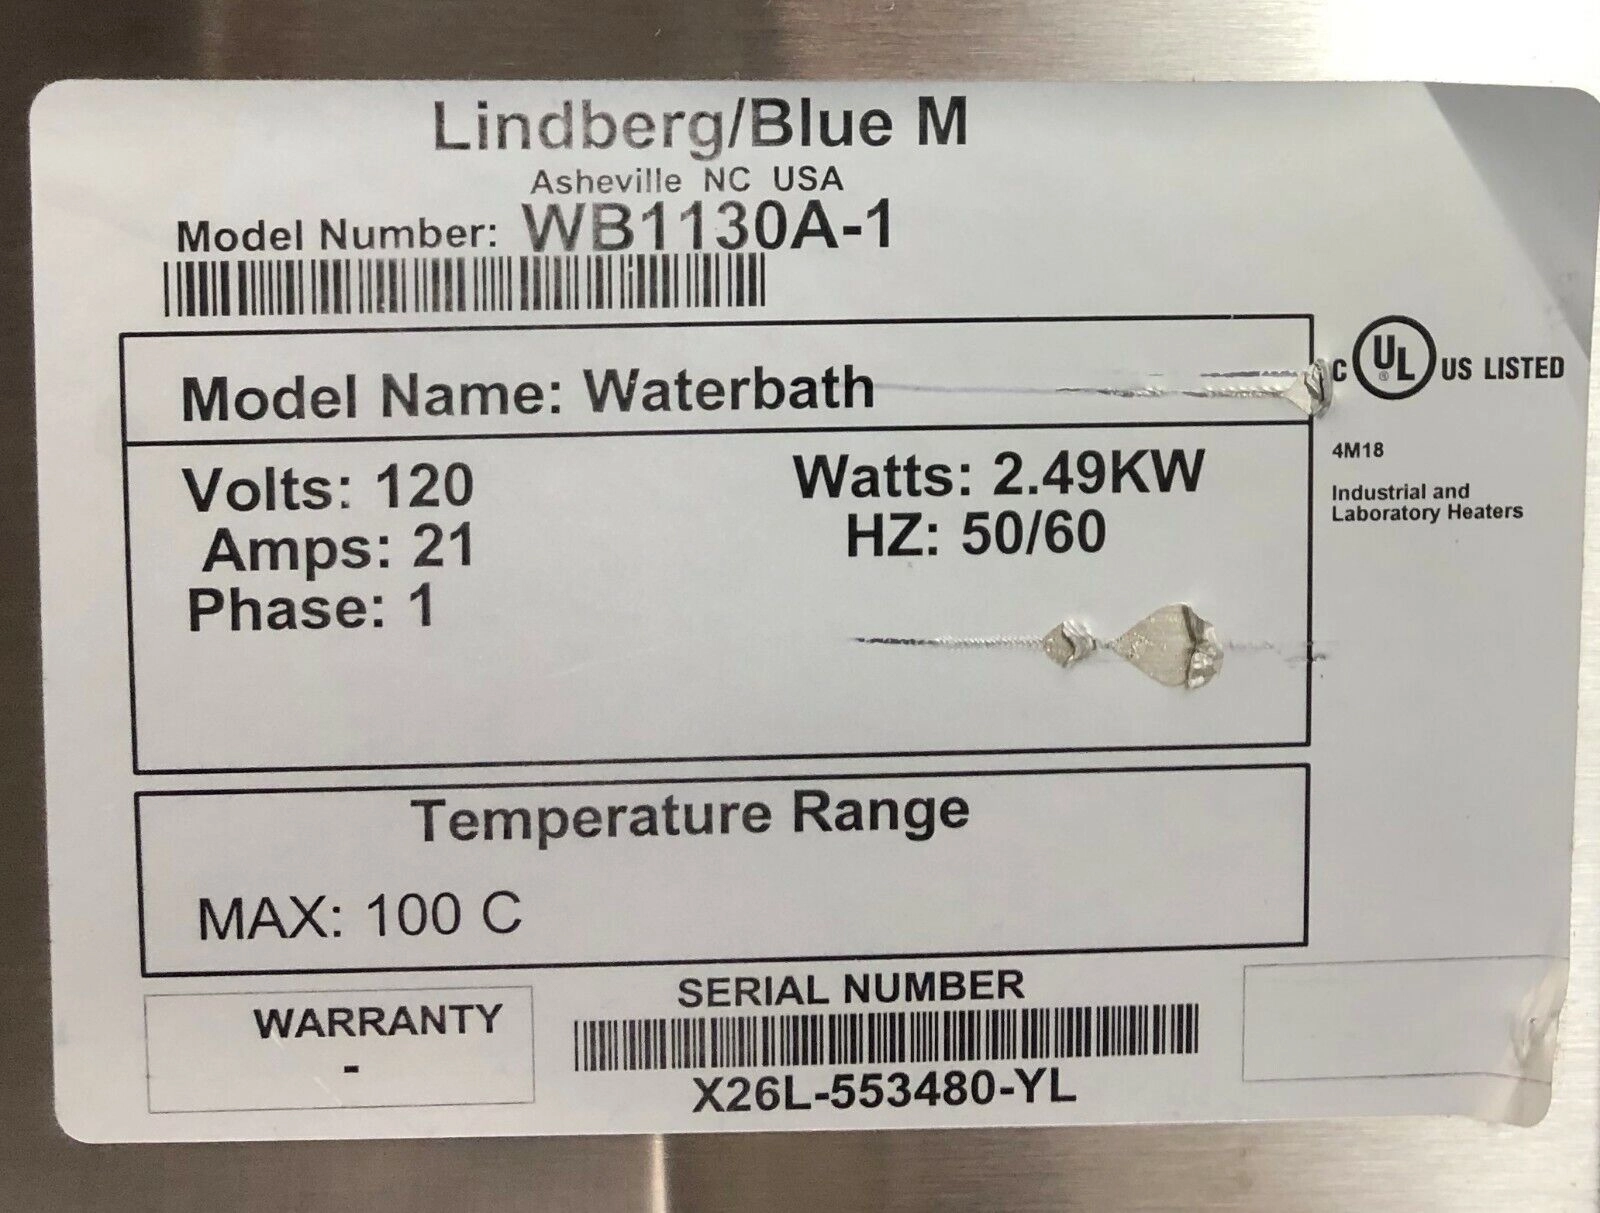 Lindberg/Blue M
Asheville NC USA
Model Number: WB1130A-1
Model Name: Waterbath
C UL ® US LISTED
4M18
Industrial and
Laboratory Heaters
Volts: 120 Watts: 2.49KW
Amps: 21 HZ: 50/60
Phase: 1
Temperature Range
MAX: 100 C
WARRANTY
-
SERIAL NUMBER
X26L-553480-YL